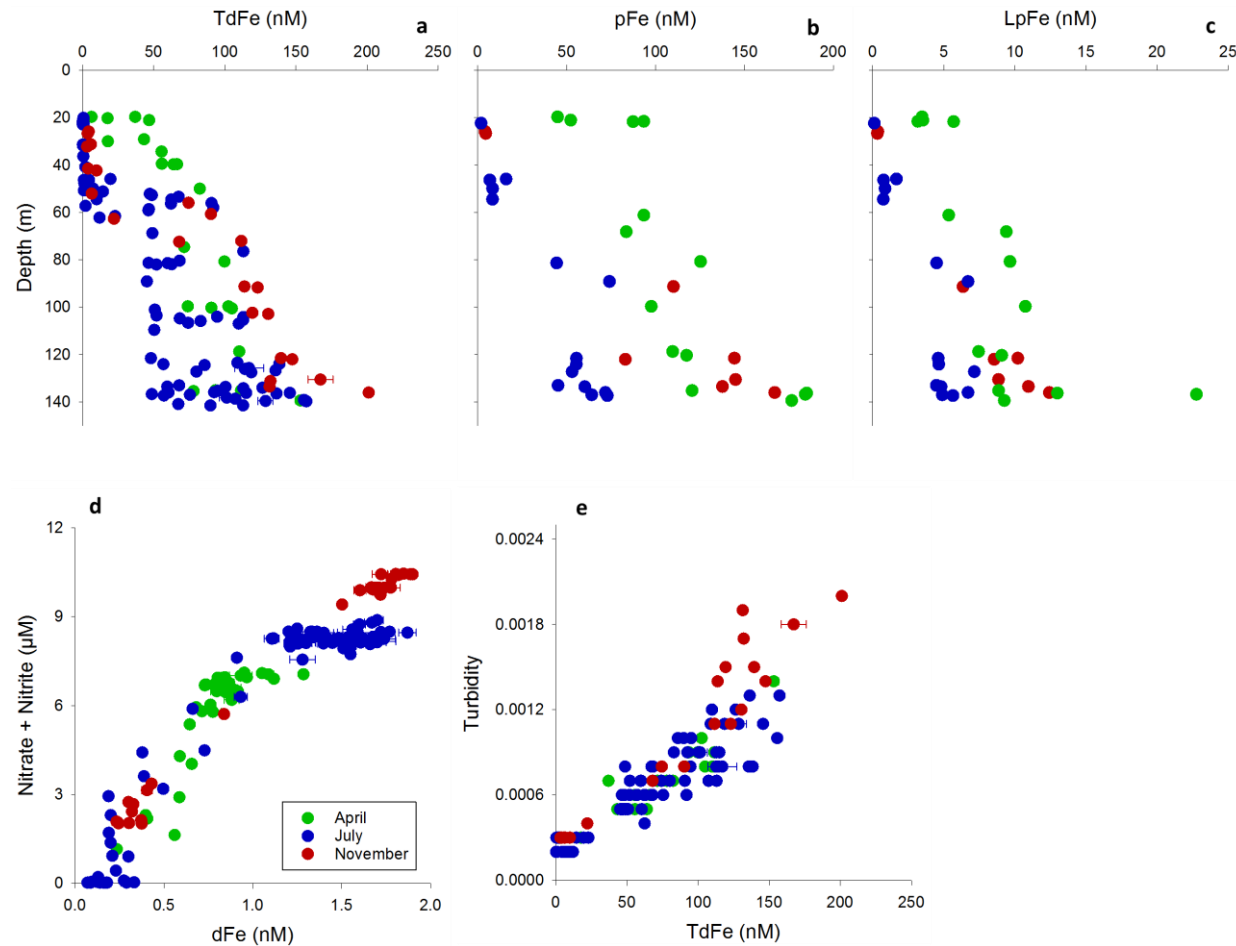 TdFe (nM)
a
0 50 100 150 200 250
pFe (nM)
b
0 50 100 150 200
LpFe (nM)
c
0 5 10 15 20 25
Depth (m)
0
20
40
60
80
100
120
140
d
Nitrate + Nitrite (µM)
12
9
6
3
0
April
July
November
0.0 0.5 1.0 1.5 2.0
dFe (nM)
e
Turbidity
0.0024
0.0018
0.0012
0.0006
0.0000
0 50 100 150 200 250
TdFe (nM)